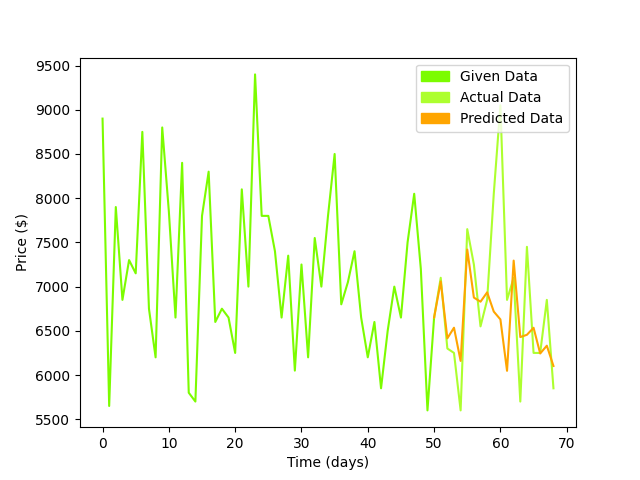 9500
9000
8500
8000
7500
7000
6500
6000
5500
Price ($)
Given Data
Actual Data
Predicted Data
0 10 20 30 40 50 60 70
Time (days)